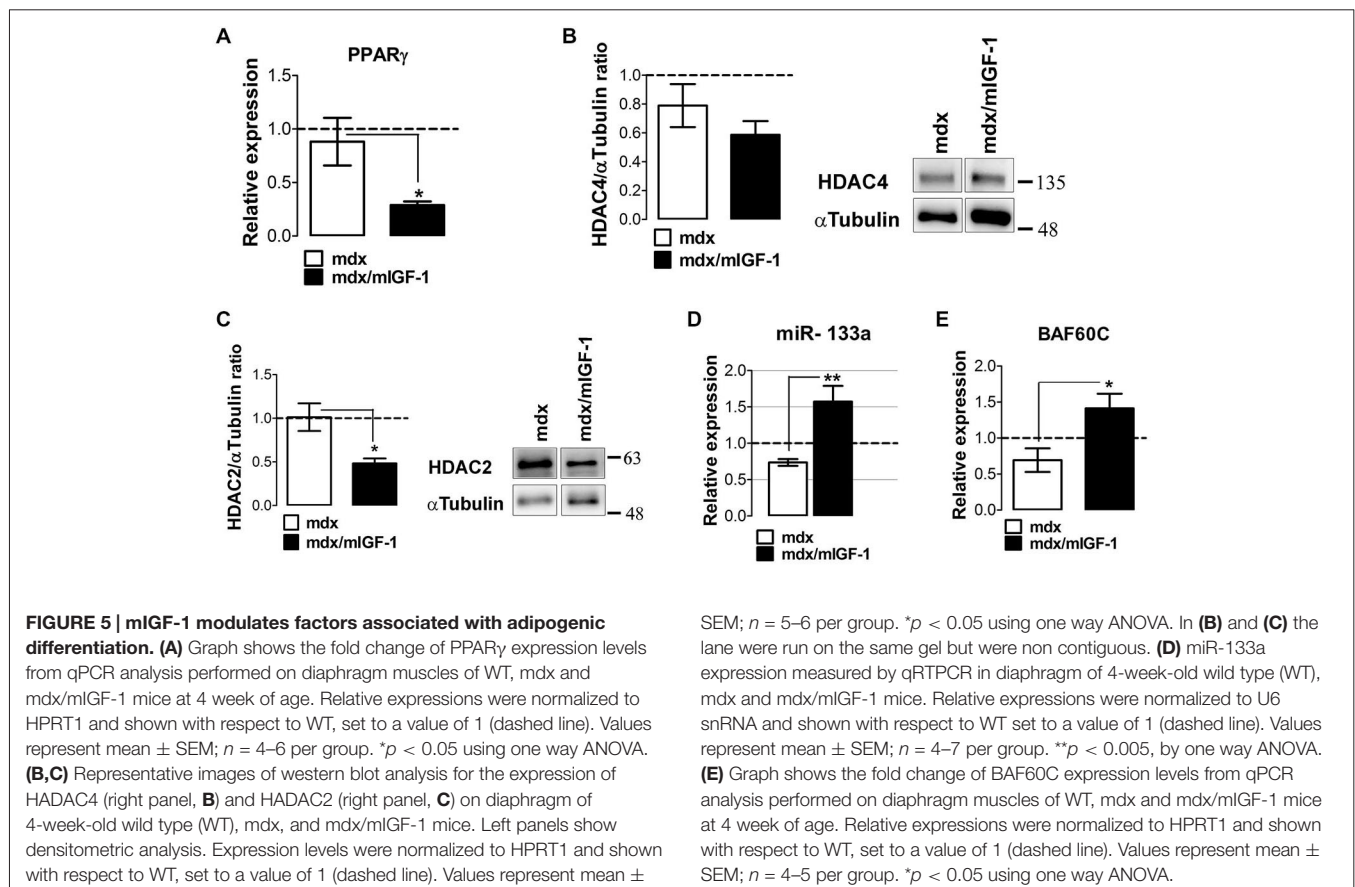 A
PPARγ
Relative expression
1.5
1.0
0.5
0.0
*
mdx
mdx/mIGF-1
B
HDAC4/αTubulin ratio
1.0
0.8
0.6
0.4
0.2
0.0
mdx
mdx/mIGF-1
mdx
mdx/mIGF-1
HDAC4
135
αTubulin
48
C
HDAC2/αTubulin ratio
1.5
1.0
0.5
0.0
*
mdx
mdx/mIGF-1
mdx
mdx/mIGF-1
HDAC2
63
αTubulin
48
D
miR- 133a
Relative expression
2.0
1.5
1.0
0.5
0.0
**
mdx
mdx/mIGF-1
E
BAF60C
Relative expression
2.0
1.5
1.0
0.5
0.0
*
mdx
mdx/mIGF-1
FIGURE 5 | mIGF-1 modulates factors associated with adipogenic
differentiation. (A) Graph shows the fold change of PPARγ expression levels
from qPCR analysis performed on diaphragm muscles of WT, mdx and
mdx/mIGF-1 mice at 4 week of age. Relative expressions were normalized to
HPRT1 and shown with respect to WT, set to a value of 1 (dashed line). Values
represent mean ± SEM; n = 4–6 per group. *p < 0.05 using one way ANOVA.
(B,C) Representative images of western blot analysis for the expression of
HADAC4 (right panel, B) and HADAC2 (right panel, C) on diaphragm of
4-week-old wild type (WT), mdx, and mdx/mIGF-1 mice. Left panels show
densitometric analysis. Expression levels were normalized to HPRT1 and shown
with respect to WT, set to a value of 1 (dashed line). Values represent mean ±
SEM; n = 5–6 per group. *p < 0.05 using one way ANOVA. In (B) and (C) the
lane were run on the same gel but were non contiguous. (D) miR-133a
expression measured by qRTPCR in diaphragm of 4-week-old wild type (WT),
mdx and mdx/mIGF-1 mice. Relative expressions were normalized to U6
snRNA and shown with respect to WT set to a value of 1 (dashed line). Values
represent mean ± SEM; n = 4–7 per group. **p < 0.005, by one way ANOVA.
(E) Graph shows the fold change of BAF60C expression levels from qPCR
analysis performed on diaphragm muscles of WT, mdx and mdx/mIGF-1 mice
at 4 week of age. Relative expressions were normalized to HPRT1 and shown
with respect to WT, set to a value of 1 (dashed line). Values represent mean ±
SEM; n = 4–5 per group. *p < 0.05 using one way ANOVA.